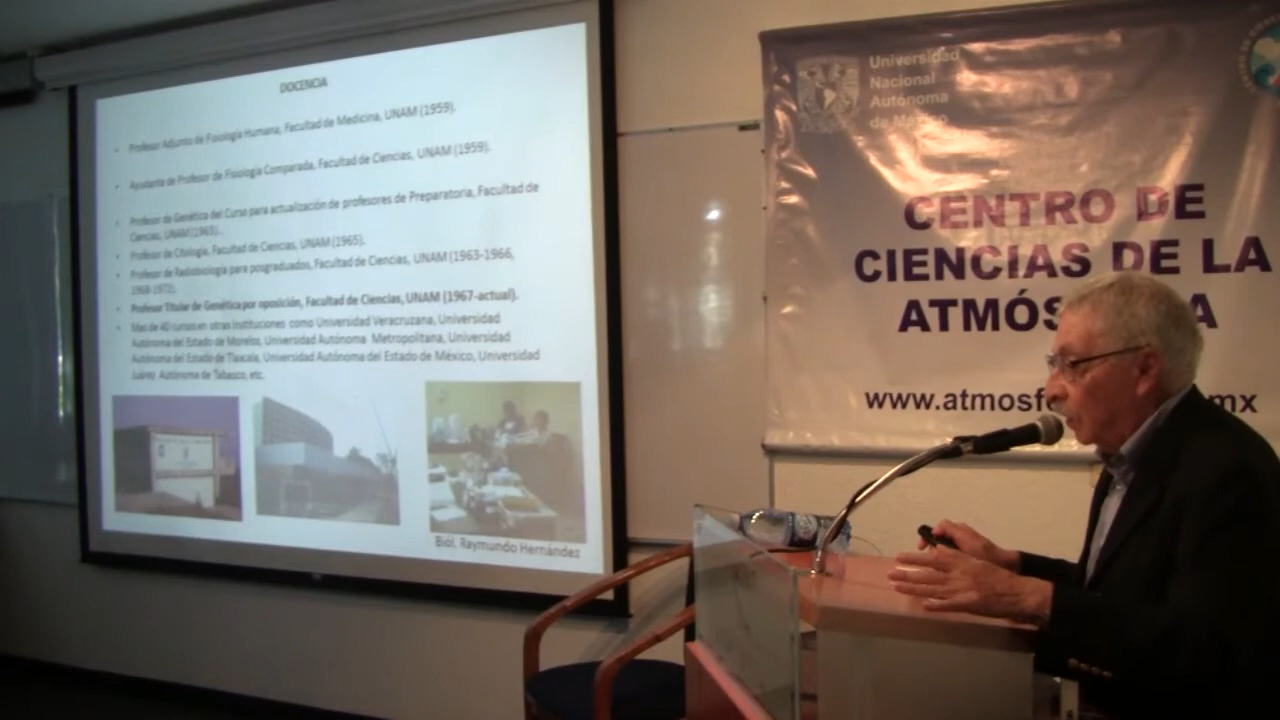 DOCENCIA
• Profesor Adjunto de Fisiología Humana, Facultad de Medicina, UNAM (1959).
• Ayudante de Profesor de Fisiología Comparada, Facultad de Ciencias, UNAM (1959).
• Profesor de Genética del Curso para actualización de profesores de Preparatoria, Facultad de
Ciencias, UNAM (1965).
• Profesor de Citología, Facultad de Ciencias, UNAM (1965).
• Profesor de Radiobiología para posgraduados, Facultad de Ciencias, UNAM (1963-1966,
1968-1972).
• Profesor Titular de Genética por oposición, Facultad de Ciencias, UNAM (1967-actual).
• Mas de 40 cursos en otras instituciones como Universidad Veracruzana, Universidad
Autónoma del Estado de Morelos, Universidad Autónoma Metropolitana, Universidad
Autónoma del Estado de Tlaxcala, Universidad Autónoma del Estado de México, Universidad
Juárez Autónoma de Tabasco, etc.
Biól. Raymundo Hernández
Universidad
Nacional
Autónoma
de México
CENTRO DE
CIENCIAS DE LA
ATMÓS A
www.atmosf mx